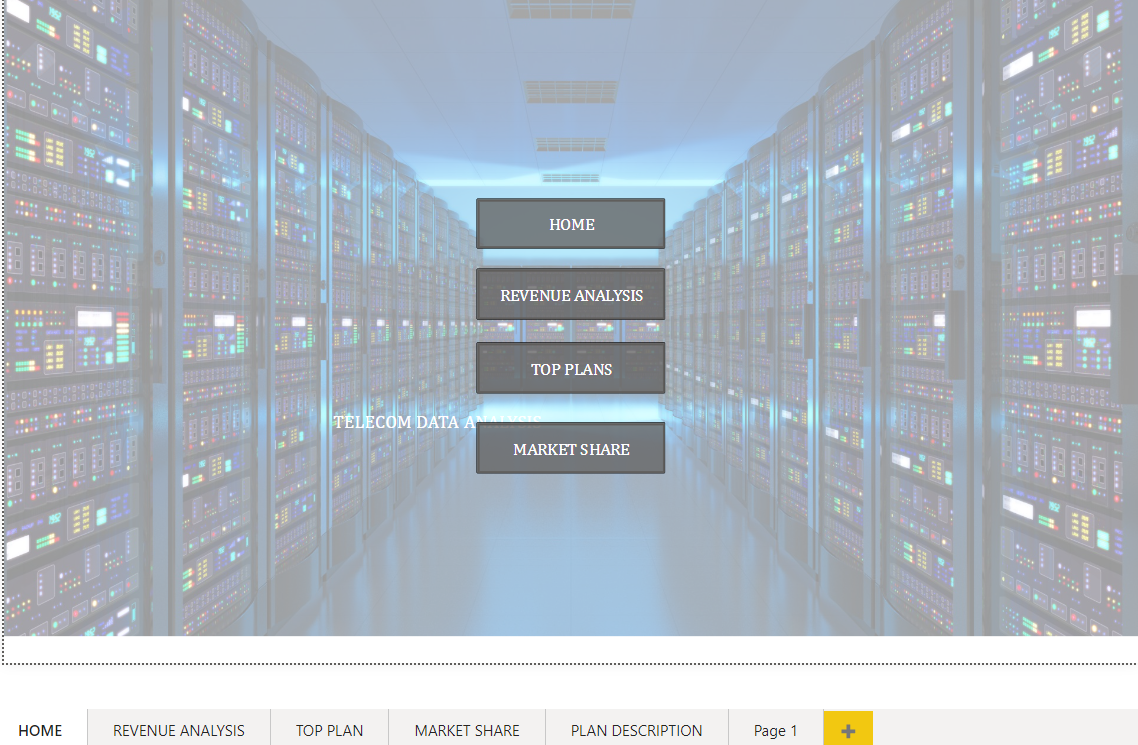 HOME
REVENUE ANALYSIS
TOP PLANS
TELECOM DATA ANALYSIS
MARKET SHARE
HOME
REVENUE ANALYSIS
TOP PLAN
MARKET SHARE
PLAN DESCRIPTION
Page 1